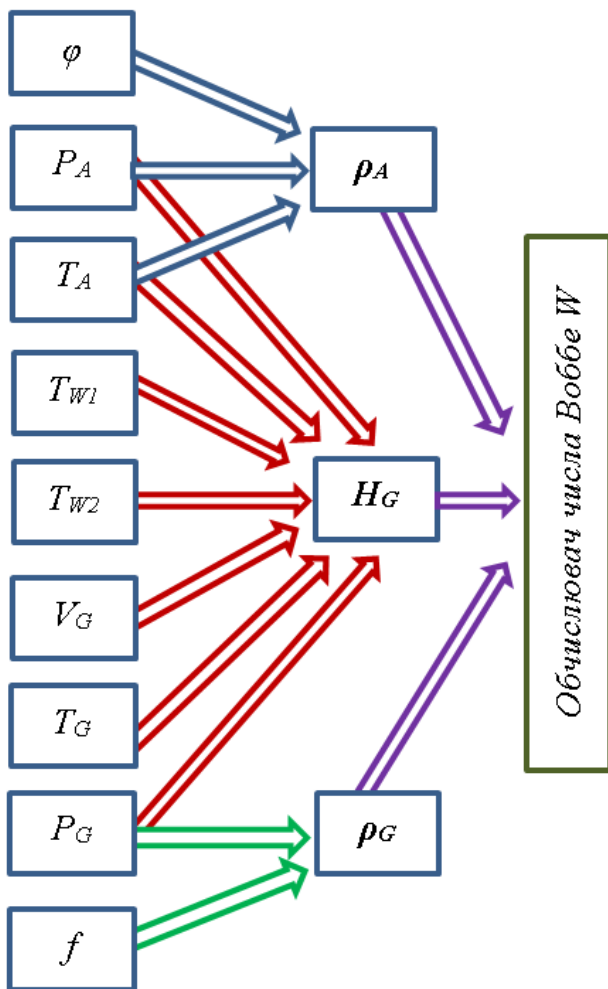 φ
P_A
T_A
T_W1
T_W2
V_G
T_G
P_G
f
ρ_A
H_G
ρ_G
Обчислювач числа Воббе W